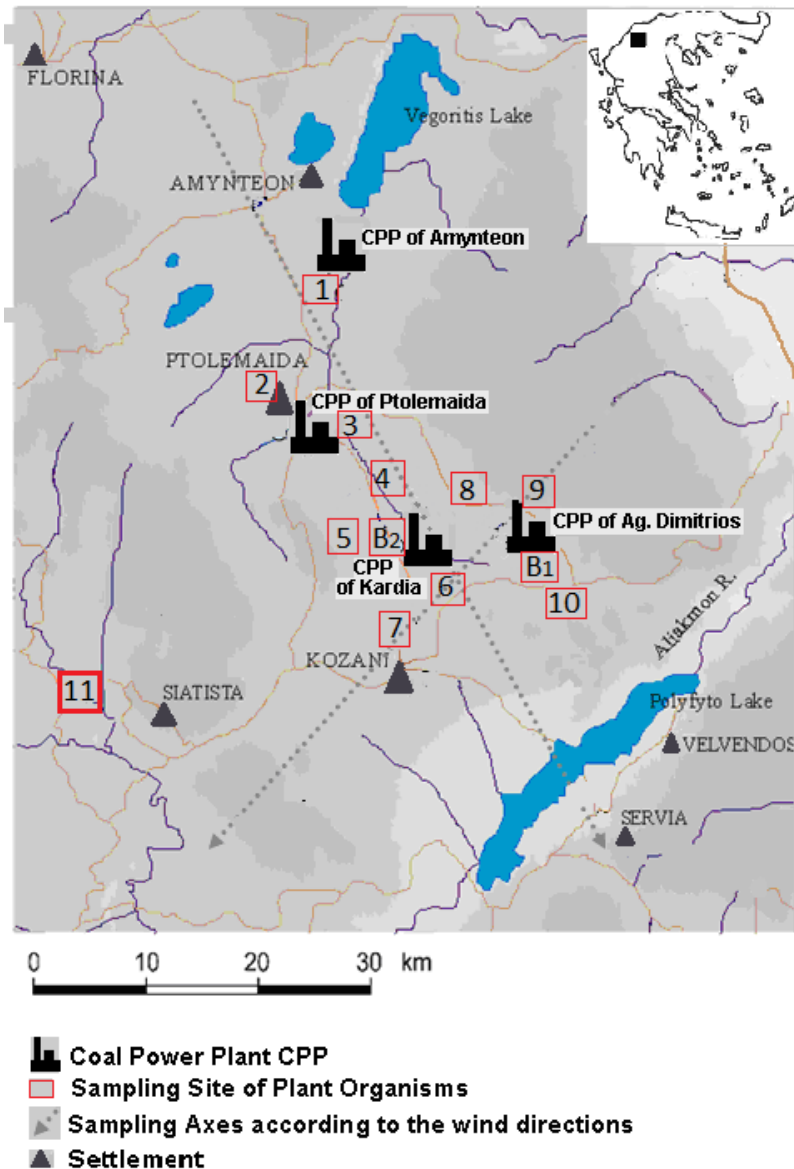 FLORINA
Vegoritis Lake
AMYNTEON
CPP of Amynteon
1
PTOLEMAIDA
2
CPP of Ptolemaida
3
4
8
9
CPP of Ag. Dimitrios
5
B2
CPP
of Kardia
B1
6
10
7
Aliakmon R.
KOZANI
11
SIATISTA
Polyfyto Lake
VELVENDOS
SERVIA
0 10 20 30 km
Coal Power Plant CPP
Sampling Site of Plant Organisms
Sampling Axes according to the wind directions
Settlement